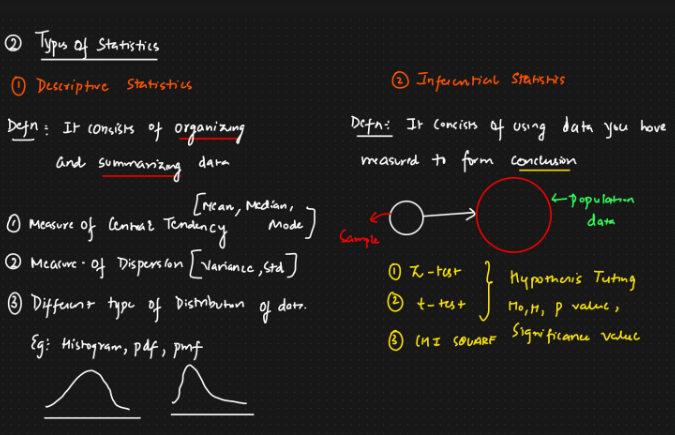 ② Types of Statistics
① Descriptive Statistics
Defn: It consists of organizing
and summarizing data
① Measure of Central Tendency [Mean, Median, Mode]
② Measure of Dispersion [Variance, Std]
③ Different type of Distribution of data.
Eg: Histogram, pdf, pmf
② Inferential Statistics
Defn: It consists of using data you have
measured to form conclusion
Sample
Population
data
① Z-test
② t-test
③ CHI SQUARE
Hypothesis Testing
H0, H1, P value,
Significance value